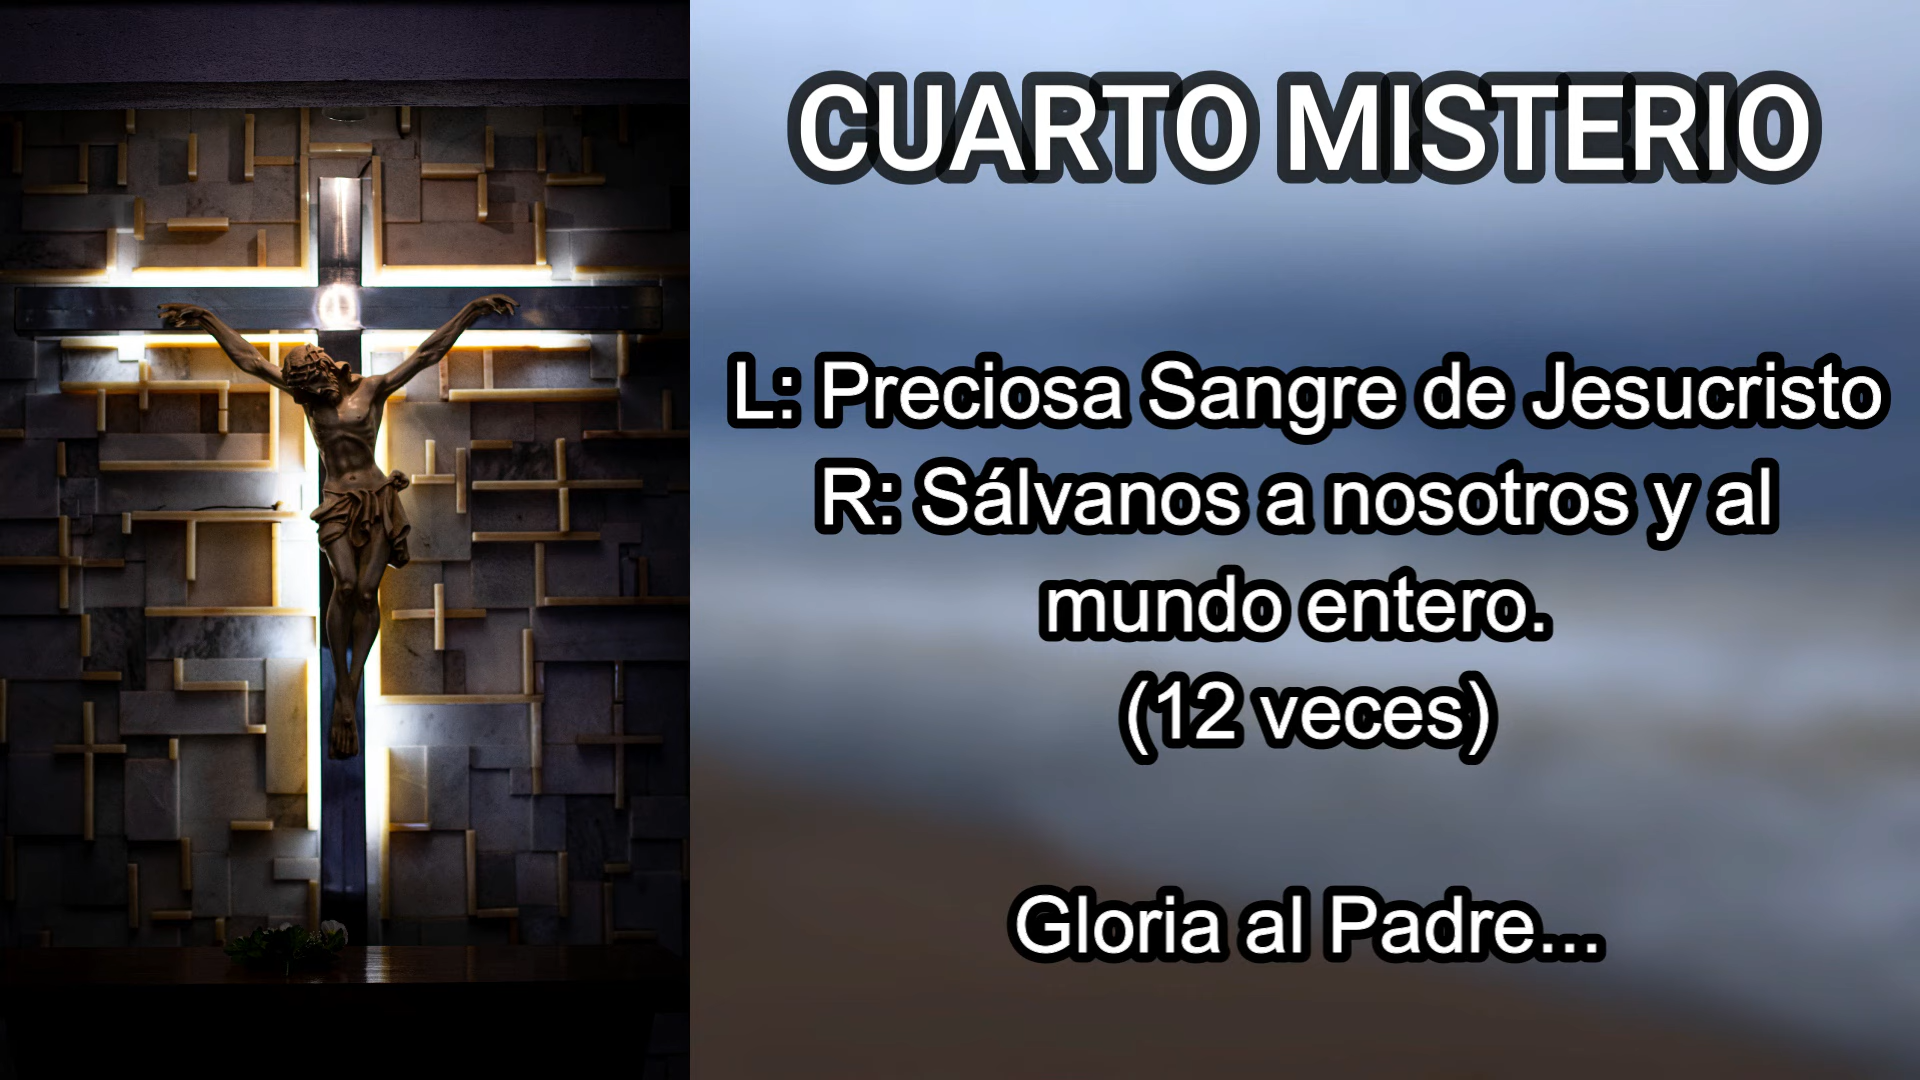 CUARTO MISTERIO
L: Preciosa Sangre de Jesucristo
R: Sálvanos a nosotros y al
mundo entero.
(12 veces)
Gloria al Padre...